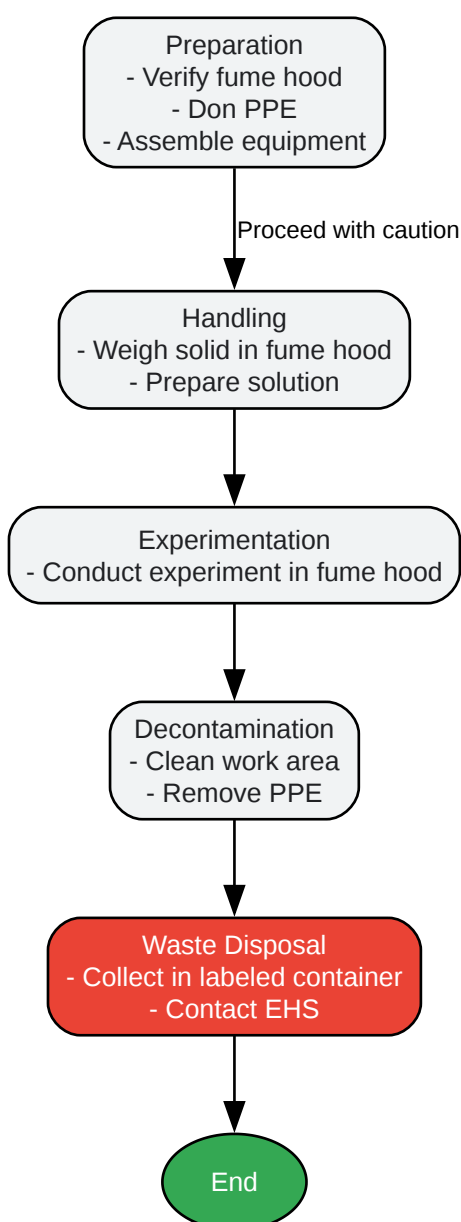 Preparation
- Verify fume hood
- Don PPE
- Assemble equipment
Proceed with caution
Handling
- Weigh solid in fume hood
- Prepare solution
Experimentation
- Conduct experiment in fume hood
Decontamination
- Clean work area
- Remove PPE
Waste Disposal
- Collect in labeled container
- Contact EHS
End